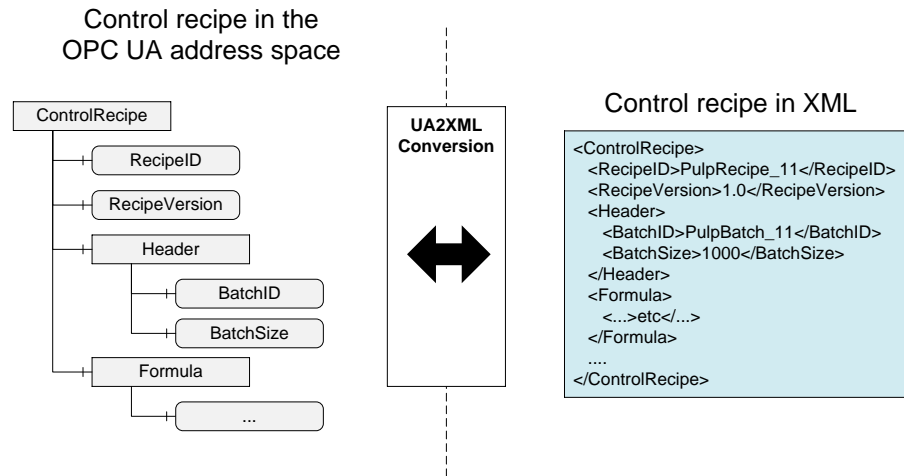 Control recipe in the
OPC UA address space
ControlRecipe
RecipeID
RecipeVersion
Header
BatchID
BatchSize
Formula
...
UA2XML
Conversion
Control recipe in XML
<ControlRecipe>
<RecipeID>PulpRecipe_11</RecipeID>
<RecipeVersion>1.0</RecipeVersion>
<Header>
<BatchID>PulpBatch_11</BatchID>
<BatchSize>1000</BatchSize>
</Header>
<Formula>
<...>etc</...>
</Formula>
....
</ControlRecipe>